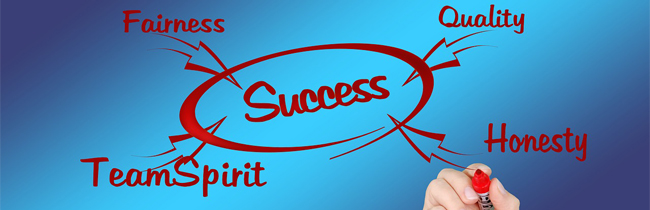 Fairness
Quality
Success
TeamSpirit
Honesty